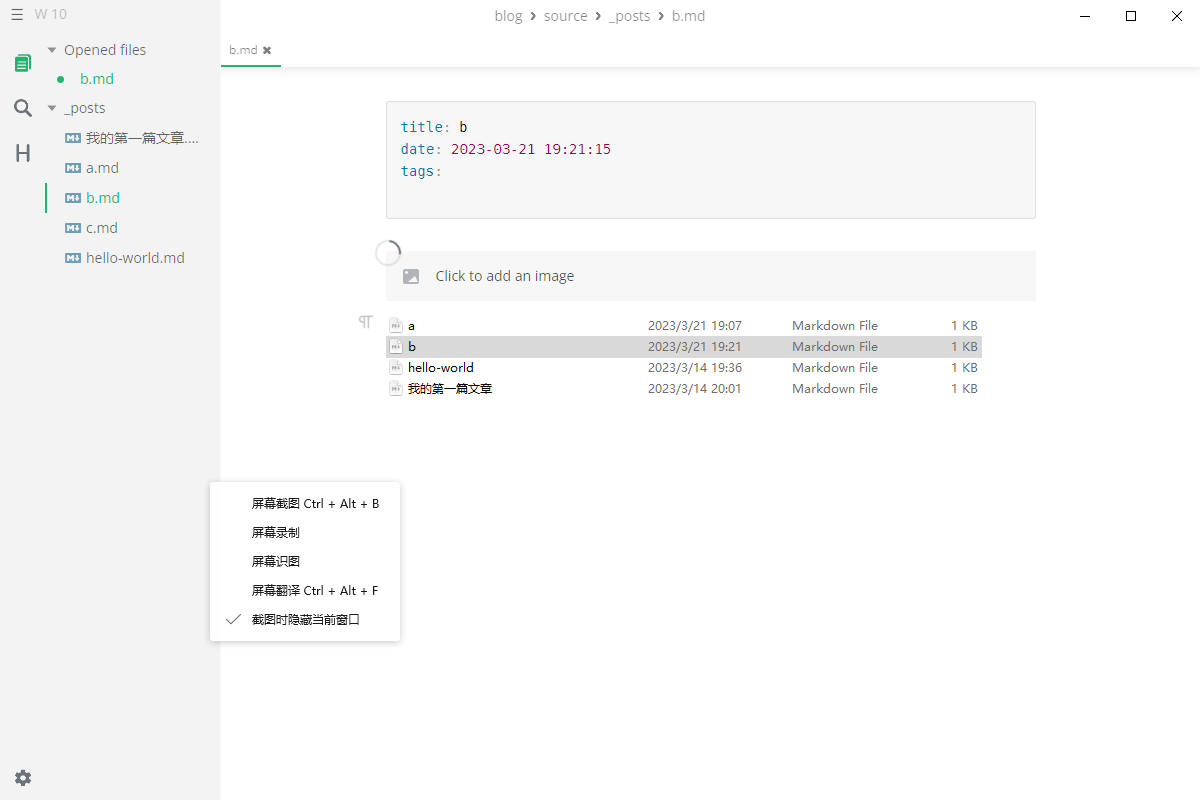 W 10
blog › source › _posts › b.md
Opened files
b.md
_posts
我的第一篇文章....
a.md
b.md
c.md
hello-world.md
b.md
title: b
date: 2023-03-21 19:21:15
tags:
Click to add an image
a 2023/3/21 19:07 Markdown File 1 KB
b 2023/3/21 19:21 Markdown File 1 KB
hello-world 2023/3/14 19:36 Markdown File 1 KB
我的第一篇文章 2023/3/14 20:01 Markdown File 1 KB
屏幕截图 Ctrl + Alt + B
屏幕录制
屏幕识图
屏幕翻译 Ctrl + Alt + F
截图时隐藏当前窗口